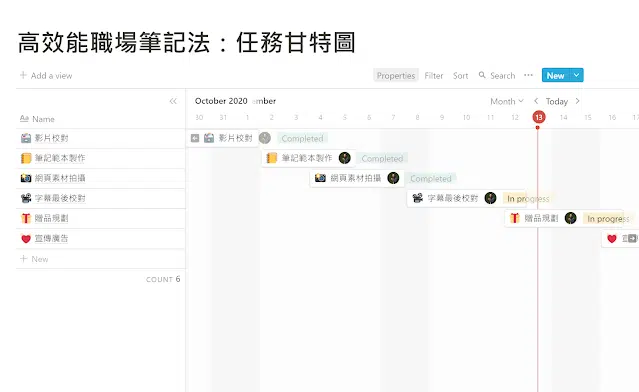 高效能職場筆記法：任務甘特圖
+ Add a view
Properties Filter Sort Search ... New
October 2020 mber Month Today
Aa Name
30 31 1 2 3 4 5 6 7 8 9 10 11 12 13 14 15 16 17
影片校對 影片校對 Completed
筆記範本製作 筆記範本製作 Completed
網頁素材拍攝 網頁素材拍攝 Completed
字幕最後校對 字幕最後校對 In progress
贈品規劃 贈品規劃 In progress
宣傳廣告
+ New
COUNT 6